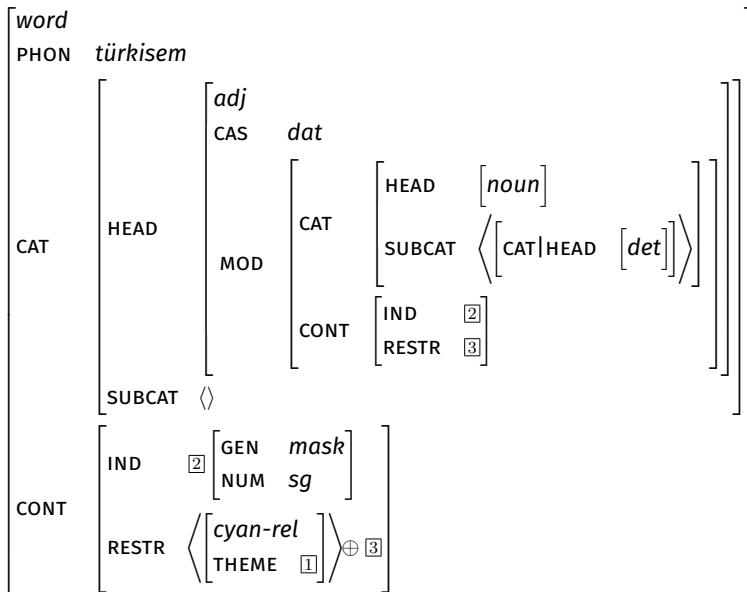 word
PHON türkisem
adj
CAS dat
HEAD [noun]
CAT
HEAD SUBCAT ⟨[CAT|HEAD [det]]⟩
CAT MOD
IND 2
CONT
RESTR 3
SUBCAT ⟨⟩
GEN mask
IND 2
NUM sg
CONT
cyan-rel
RESTR ⟨ ⟩ ⊕ 3
THEME 1